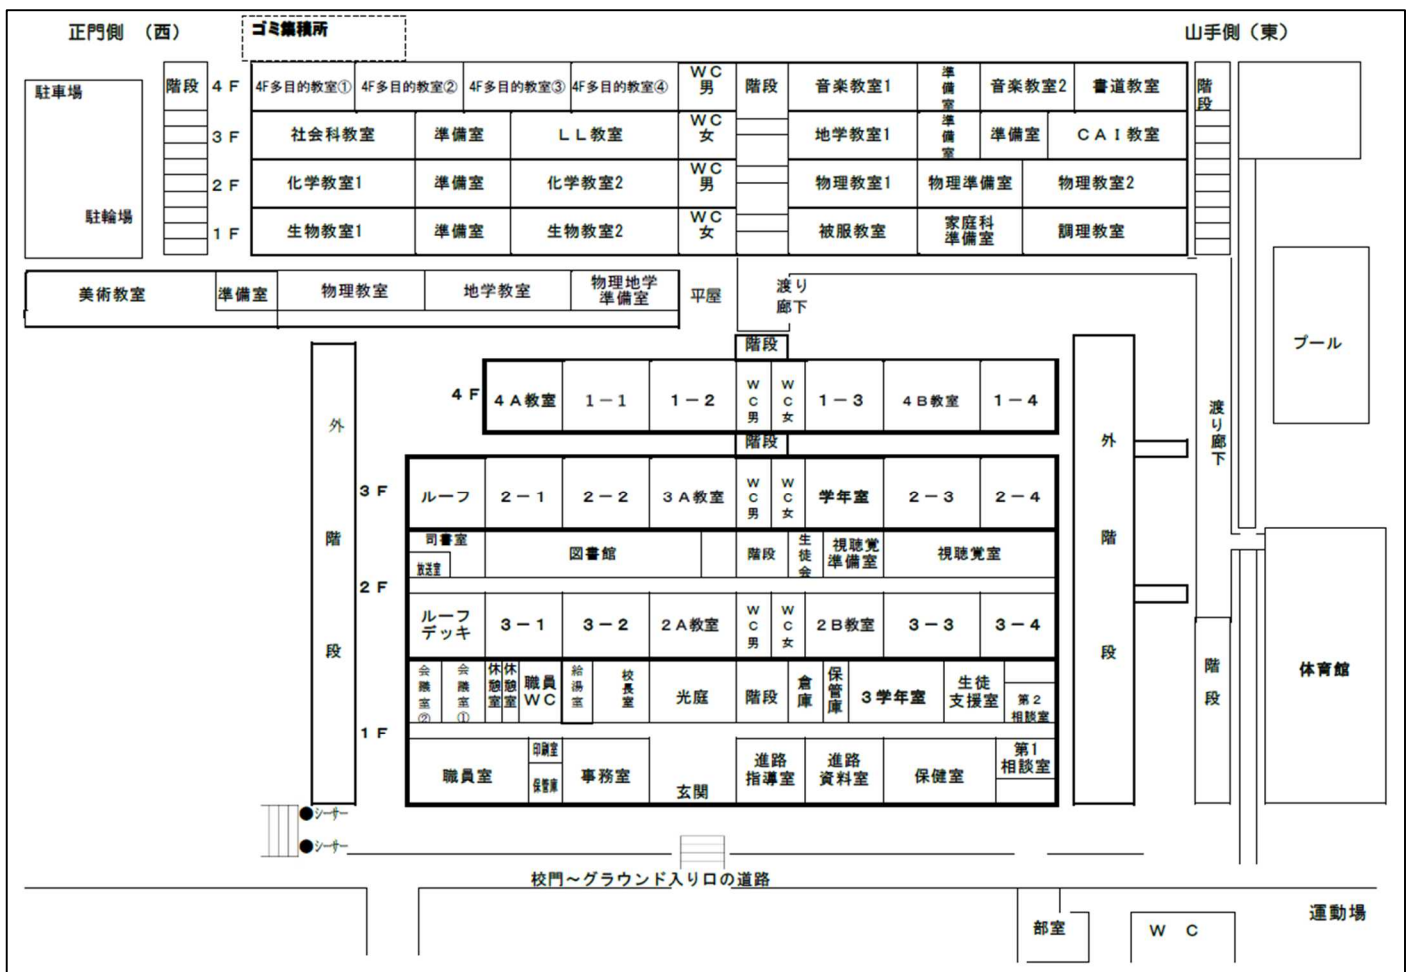 正門側 （西）
ゴミ集積所
山手側（東）
駐車場
駐輪場
階段
4F
4F多目的教室①
4F多目的教室②
4F多目的教室③
4F多目的教室④
WC
男
階段
音楽教室1
準
備
室
音楽教室2
書道教室
階
段
3F
社会科教室
準備室
LL教室
WC
女
地学教室1
準
備
室
準備室
CAI教室
2F
化学教室1
準備室
化学教室2
WC
男
物理教室1
物理準備室
物理教室2
1F
生物教室1
準備室
生物教室2
WC
女
被服教室
家庭科
準備室
調理教室
美術教室
準備室
物理教室
地学教室
物理地学
準備室
平屋
渡り
廊下
プール
階段
外
階
段
4F
4A教室
1－1
1－2
W
C
男
W
C
女
1－3
4B教室
1－4
階段
3F
ルーフ
2－1
2－2
3A教室
W
C
男
W
C
女
学年室
2－3
2－4
司書室
放送室
図書館
階段
生
徒
会
視聴覚
準備室
視聴覚室
2F
ルーフ
デッキ
3－1
3－2
2A教室
W
C
男
W
C
女
2B教室
3－3
3－4
会
議
室
②
会
議
室
①
休
憩
室
休
憩
室
職員
WC
給
湯
室
校
長
室
光庭
階段
倉
庫
保
管
庫
3学年室
生徒
支援室
第2
相談室
1F
職員室
印刷室
保管庫
事務室
玄関
進路
指導室
進路
資料室
保健室
第1
相談室
外
階
段
渡
り
廊
下
階
段
体育館
●シーサー
●シーサー
校門～グラウンド入り口の道路
部室
WC
運動場